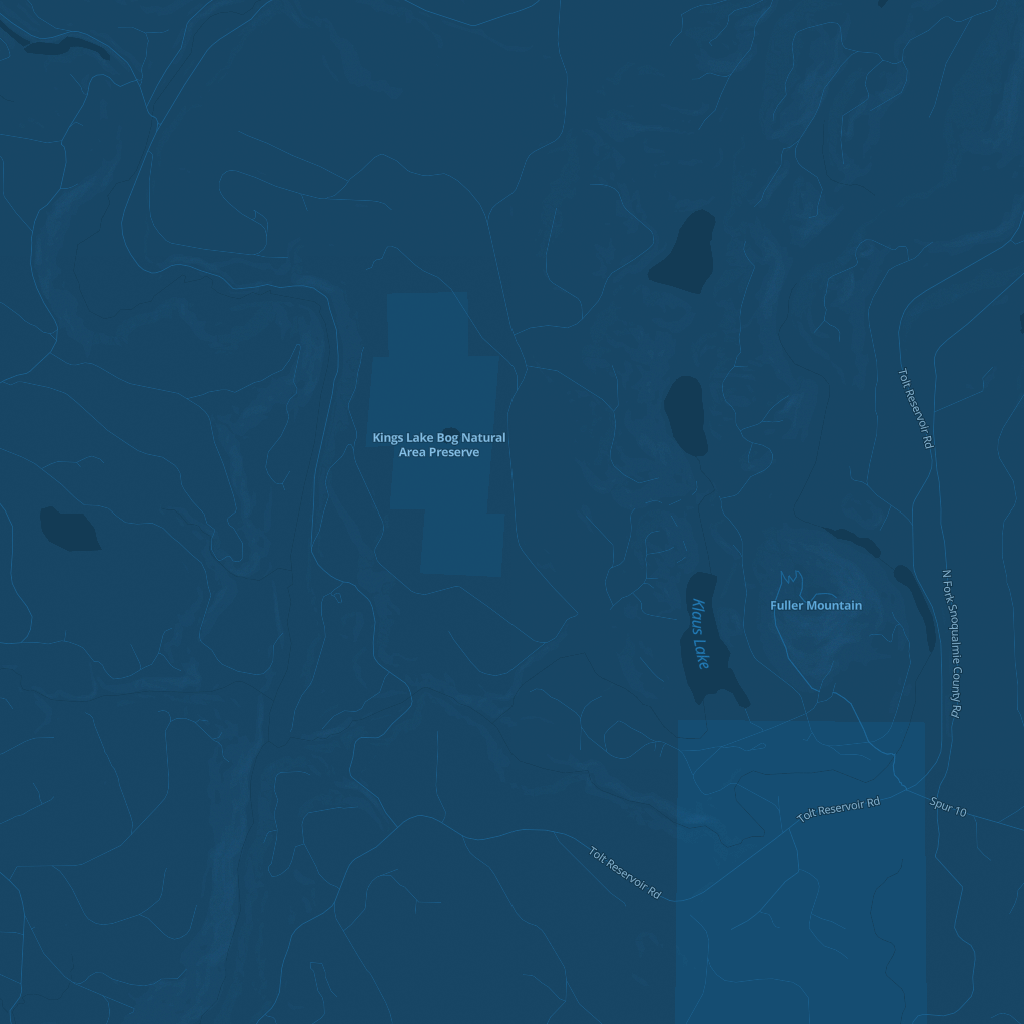 Tolt Reservoir Rd
Kings Lake Bog Natural
Area Preserve
Fuller Mountain
Klaus Lake
N Fork Snoqualmie County Rd
Tolt Reservoir Rd
Spur 10
Tolt Reservoir Rd